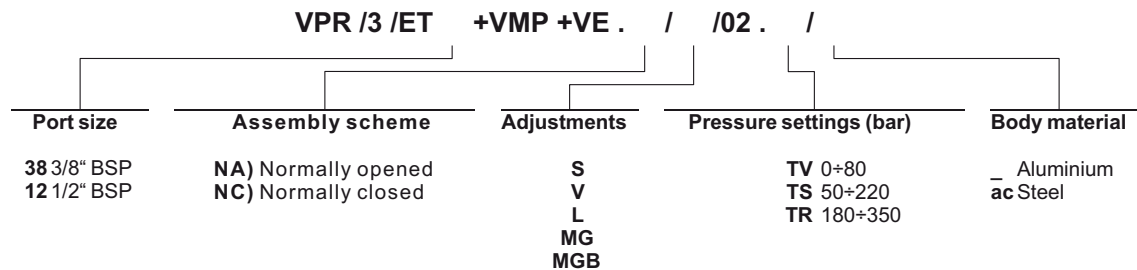 VPR /3 /ET +VMP +VE . / /02 . /
Port size Assembly scheme Adjustments Pressure settings (bar) Body material
38 3/8“ BSP NA) Normally opened S TV 0÷80 _ Aluminium
12 1/2“ BSP NC) Normally closed V TS 50÷220 ac Steel
L TR 180÷350
MG
MGB